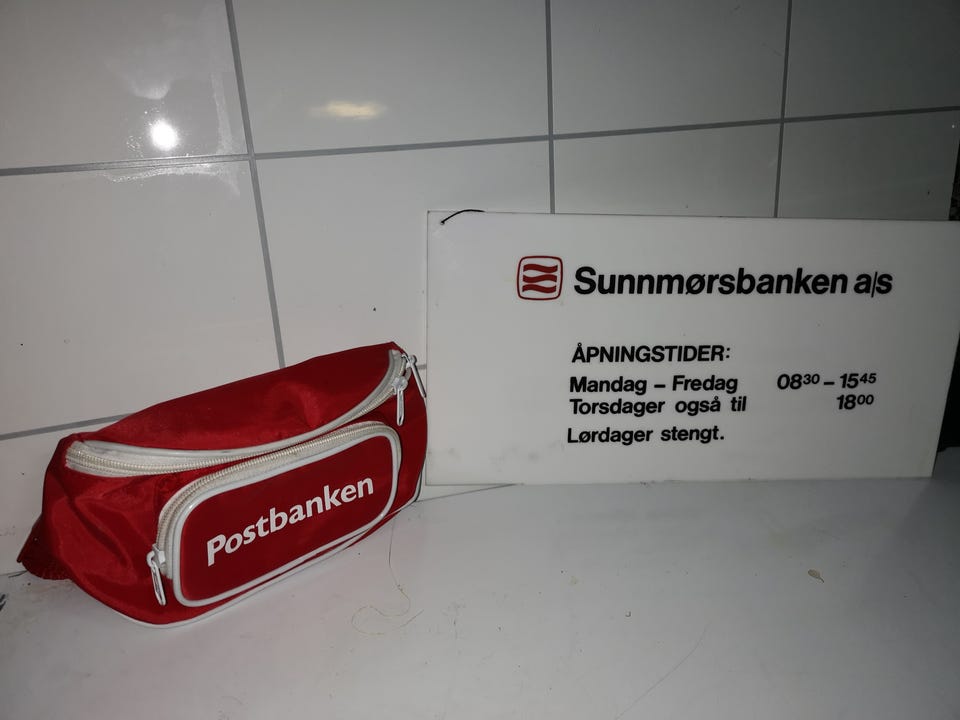 Sunnmørsbanken a/s
ÅPNINGSTIDER:
Mandag – Fredag 08³⁰ – 15⁴⁵
Torsdager også til 18⁰⁰
Lørdager stengt.
Postbanken